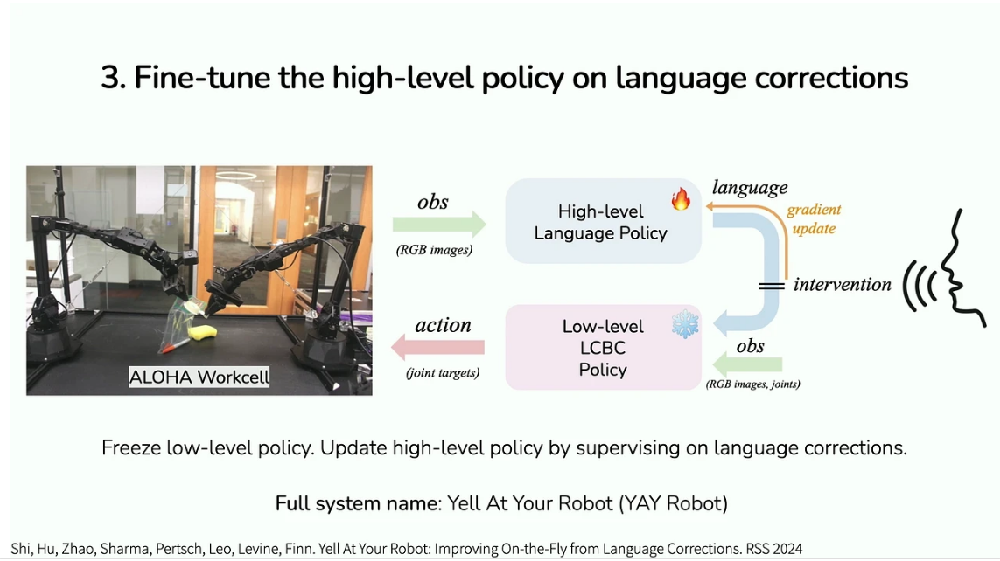 3. Fine-tune the high-level policy on language corrections
obs
(RGB images)
High-level
Language Policy
language
gradient
update
intervention
action
(joint targets)
Low-level
LCBC
Policy
obs
(RGB images, joints)
ALOHA Workcell
Freeze low-level policy. Update high-level policy by supervising on language corrections.
Full system name: Yell At Your Robot (YAY Robot)
Shi, Hu, Zhao, Sharma, Pertsch, Leo, Levine, Finn. Yell At Your Robot: Improving On-the-Fly from Language Corrections. RSS 2024